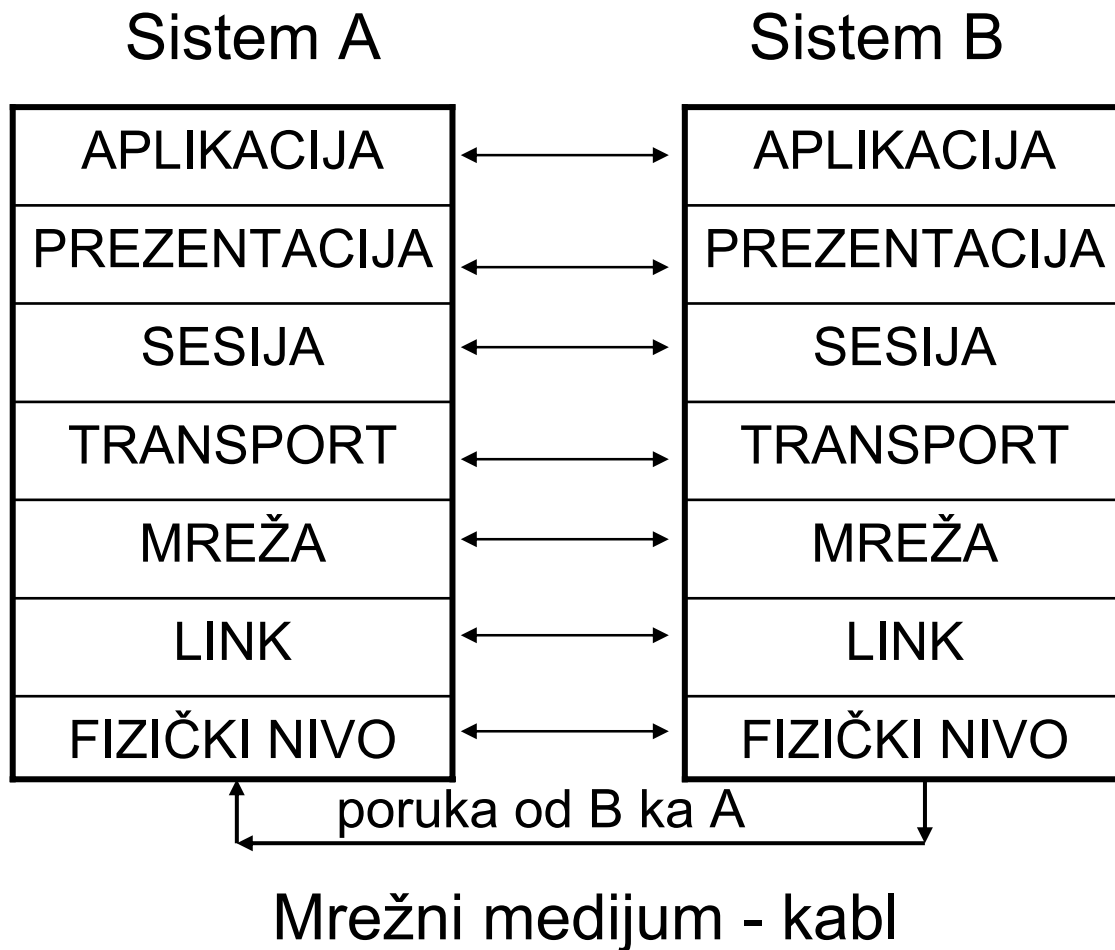 Sistem A
Sistem B
APLIKACIJA
APLIKACIJA
PREZENTACIJA
PREZENTACIJA
SESIJA
SESIJA
TRANSPORT
TRANSPORT
MREŽA
MREŽA
LINK
LINK
FIZIČKI NIVO
FIZIČKI NIVO
poruka od B ka A
Mrežni medijum - kabl